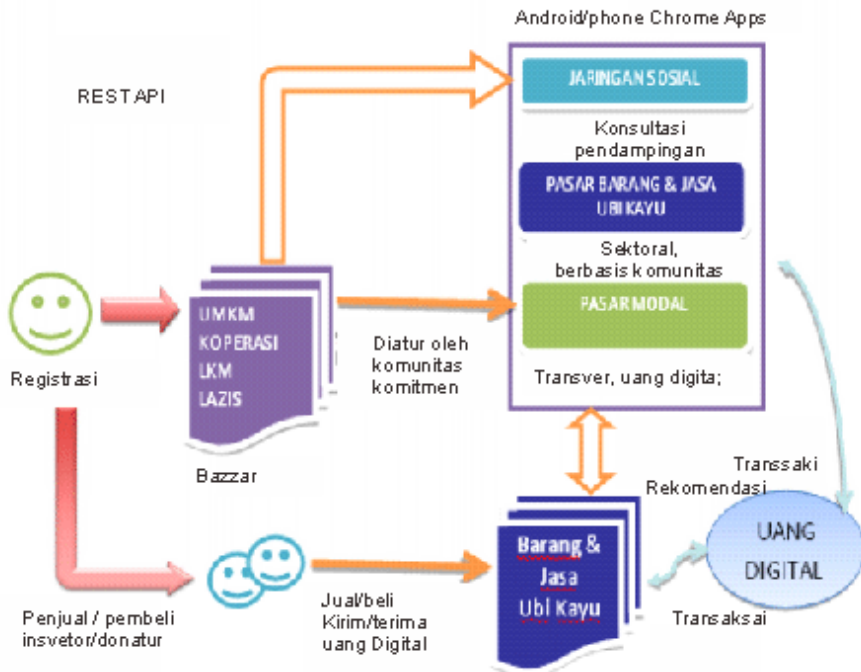 Android/phone Chrome Apps
REST API
JARINGAN SOSIAL
Konsultasi
pendampingan
PASAR BARANG & JASA
UBI KAYU
Sektoral,
berbasis komunitas
PASAR MODAL
Transver, uang digita;
Registrasi
UMKM
KOPERASI
LKM
LAZIS
Bazzar
Diatur oleh
komunitas
komitmen
Transsaki
Rekomendasi
UANG
DIGITAL
Transaksai
Barang &
Jasa
Ubi Kayu
Jual/beli
Kirim/terima
uang Digital
Penjual / pembeli
insvetor/donatur